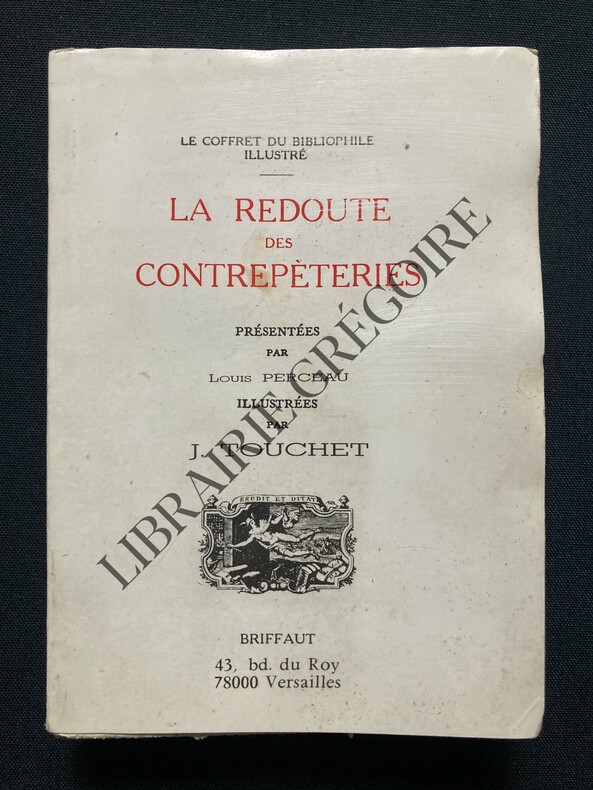 LE COFFRET DU BIBLIOPHILE
ILLUSTRÉ
LA REDOUTE
DES
CONTREPÈTERIES
PRÉSENTÉES
PAR
Louis PERCEAU
ILLUSTRÉES
PAR
J. TOUCHET
ERUDIT ET DITAT
BRIFFAUT
43, bd. du Roy
78000 Versailles
LIBRAIRIE GRÉGOIRE